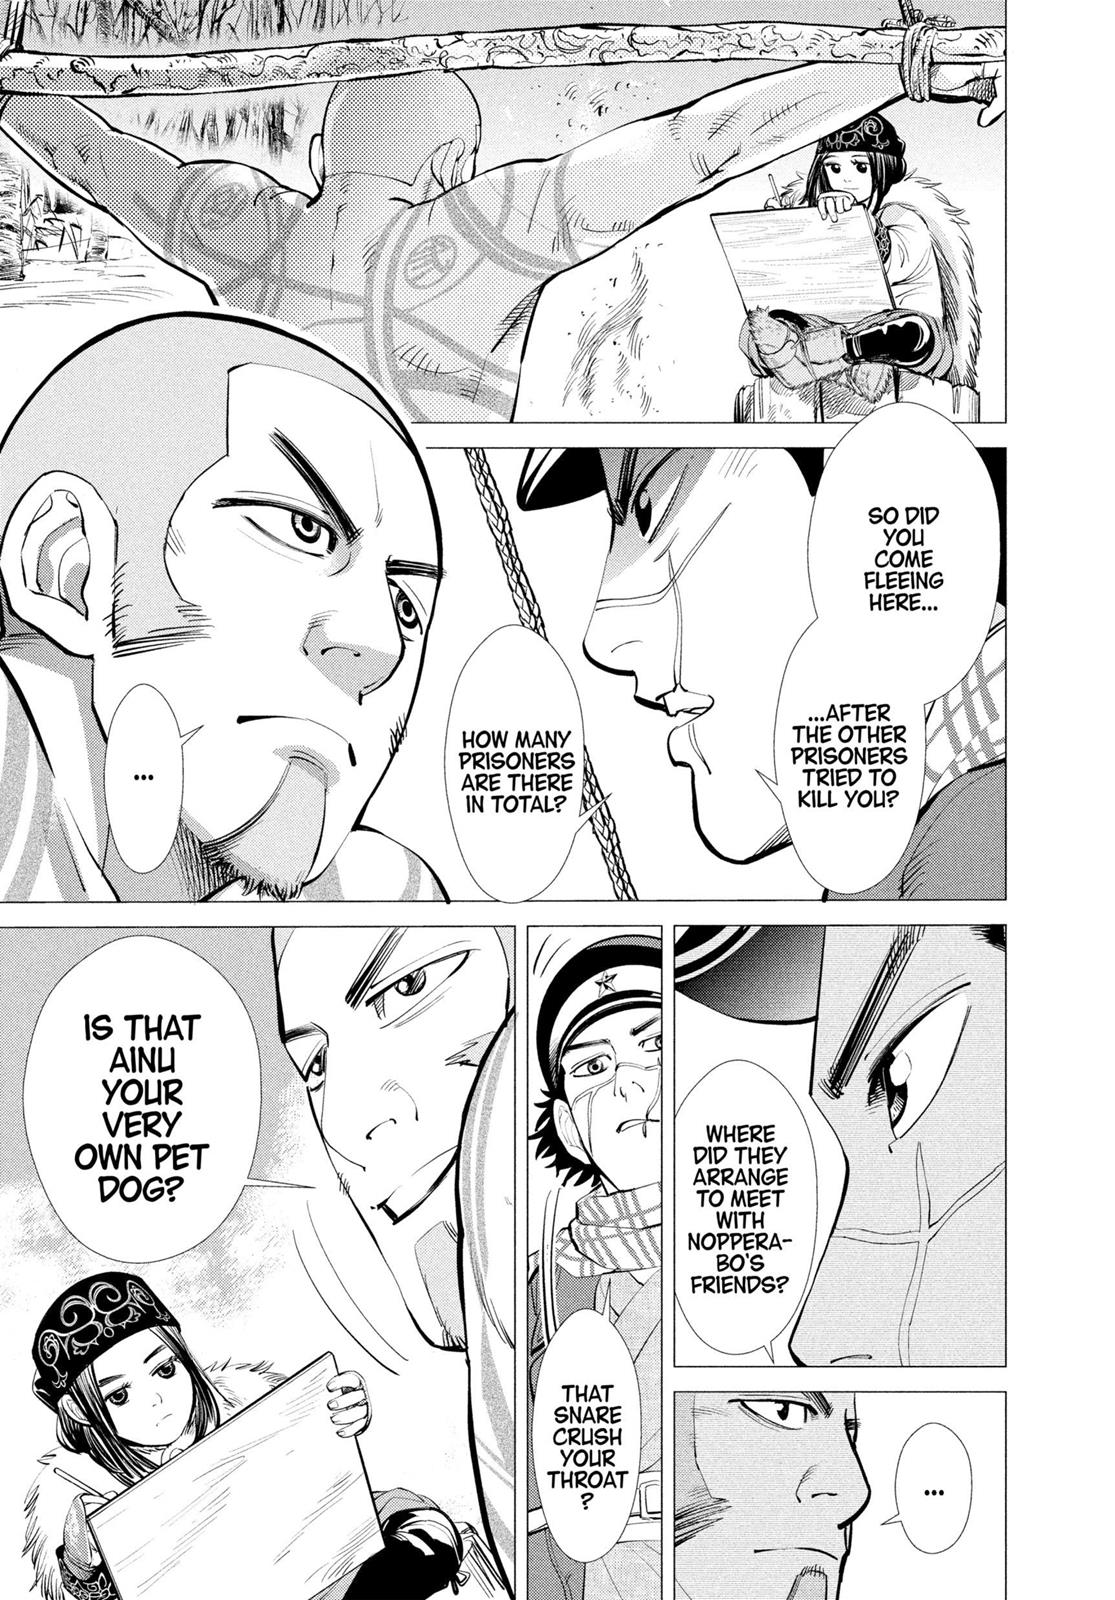 SO DID
YOU
COME
FLEEING
HERE...
...AFTER
THE OTHER
PRISONERS
TRIED TO
KILL YOU?
HOW MANY
PRISONERS
ARE THERE
IN TOTAL?
...
WHERE
DID THEY
ARRANGE
TO MEET
WITH
NOPPERA-
BO'S
FRIENDS?
...
THAT
SNARE
CRUSH
YOUR
THROAT
?
IS THAT
AINU
YOUR
VERY
OWN PET
DOG?